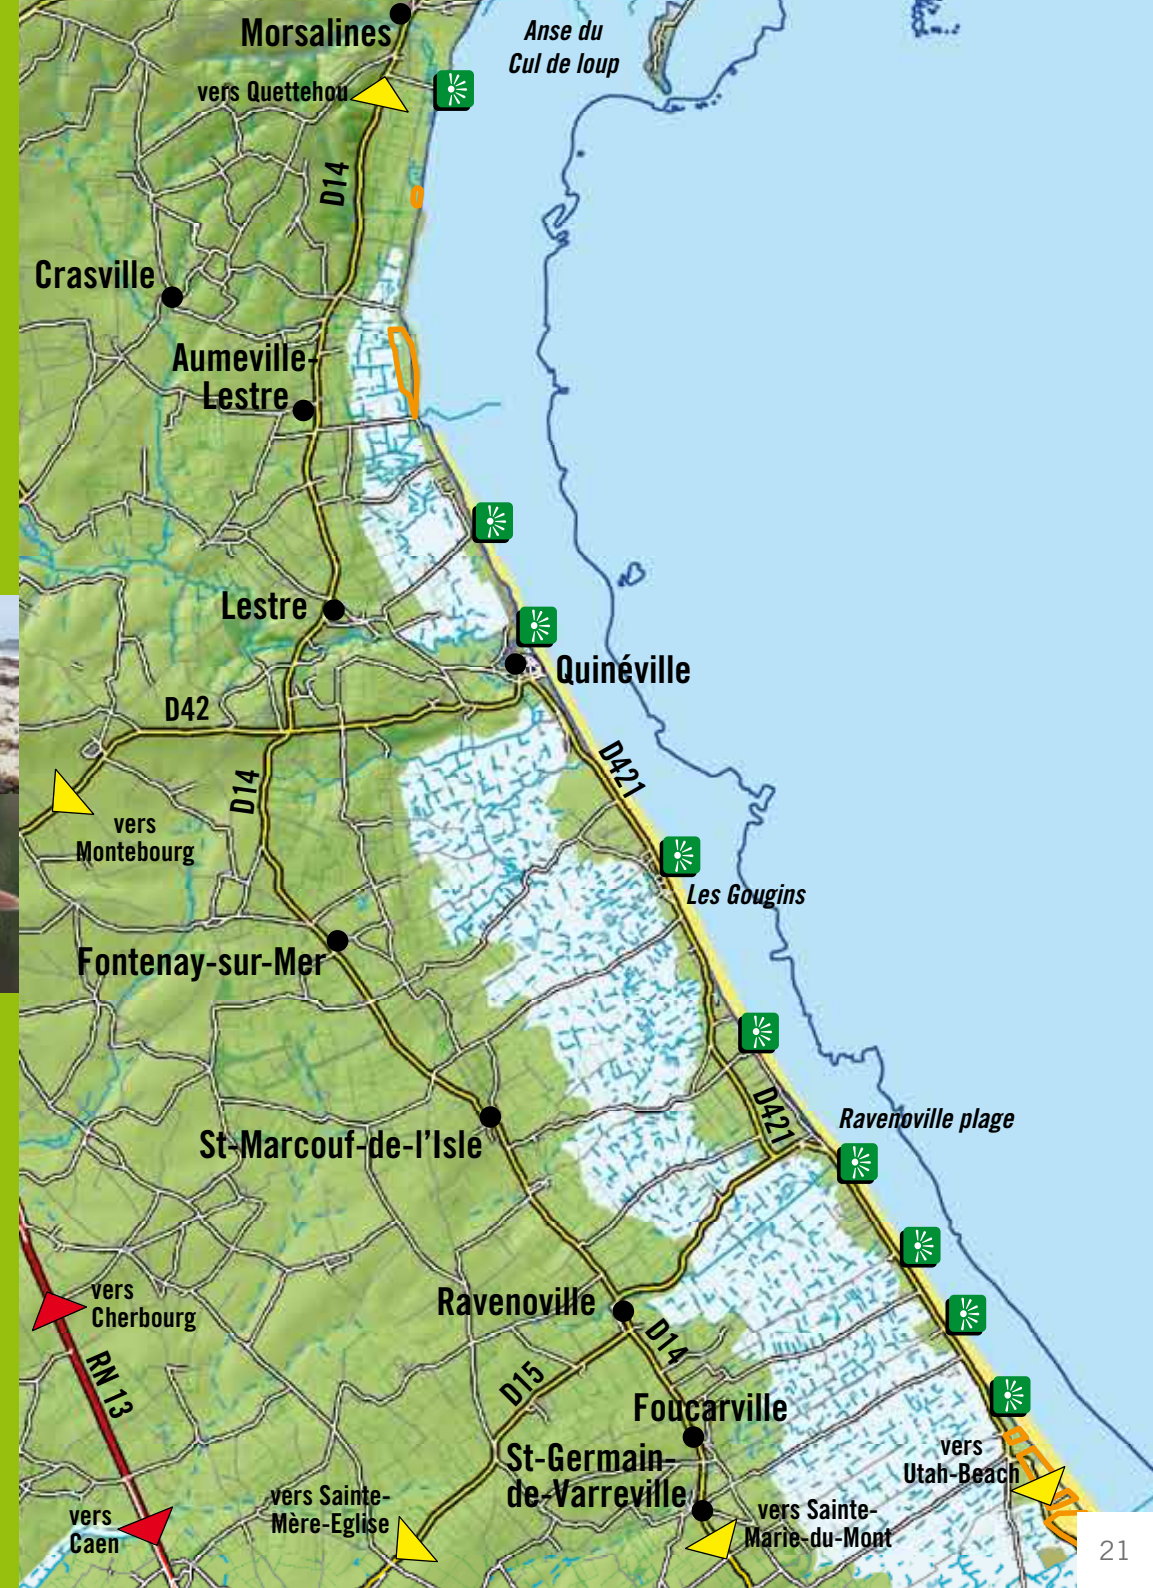 Morsalines
Anse du
Cul de loup
vers Quettehou
D14
Crasville
Aumeville-
Lestre
Lestre
Quinéville
D42
D421
D14
vers
Montebourg
Les Gougins
Fontenay-sur-Mer
D421
Ravenoville plage
St-Marcouf-de-l'Isle
vers
Cherbourg
Ravenoville
D14
RN 13
D15
Foucarville
vers
Utah-Beach
St-Germain-
de-Varreville
vers Sainte-
Mère-Eglise
vers Sainte-
Marie-du-Mont
vers
Caen
21